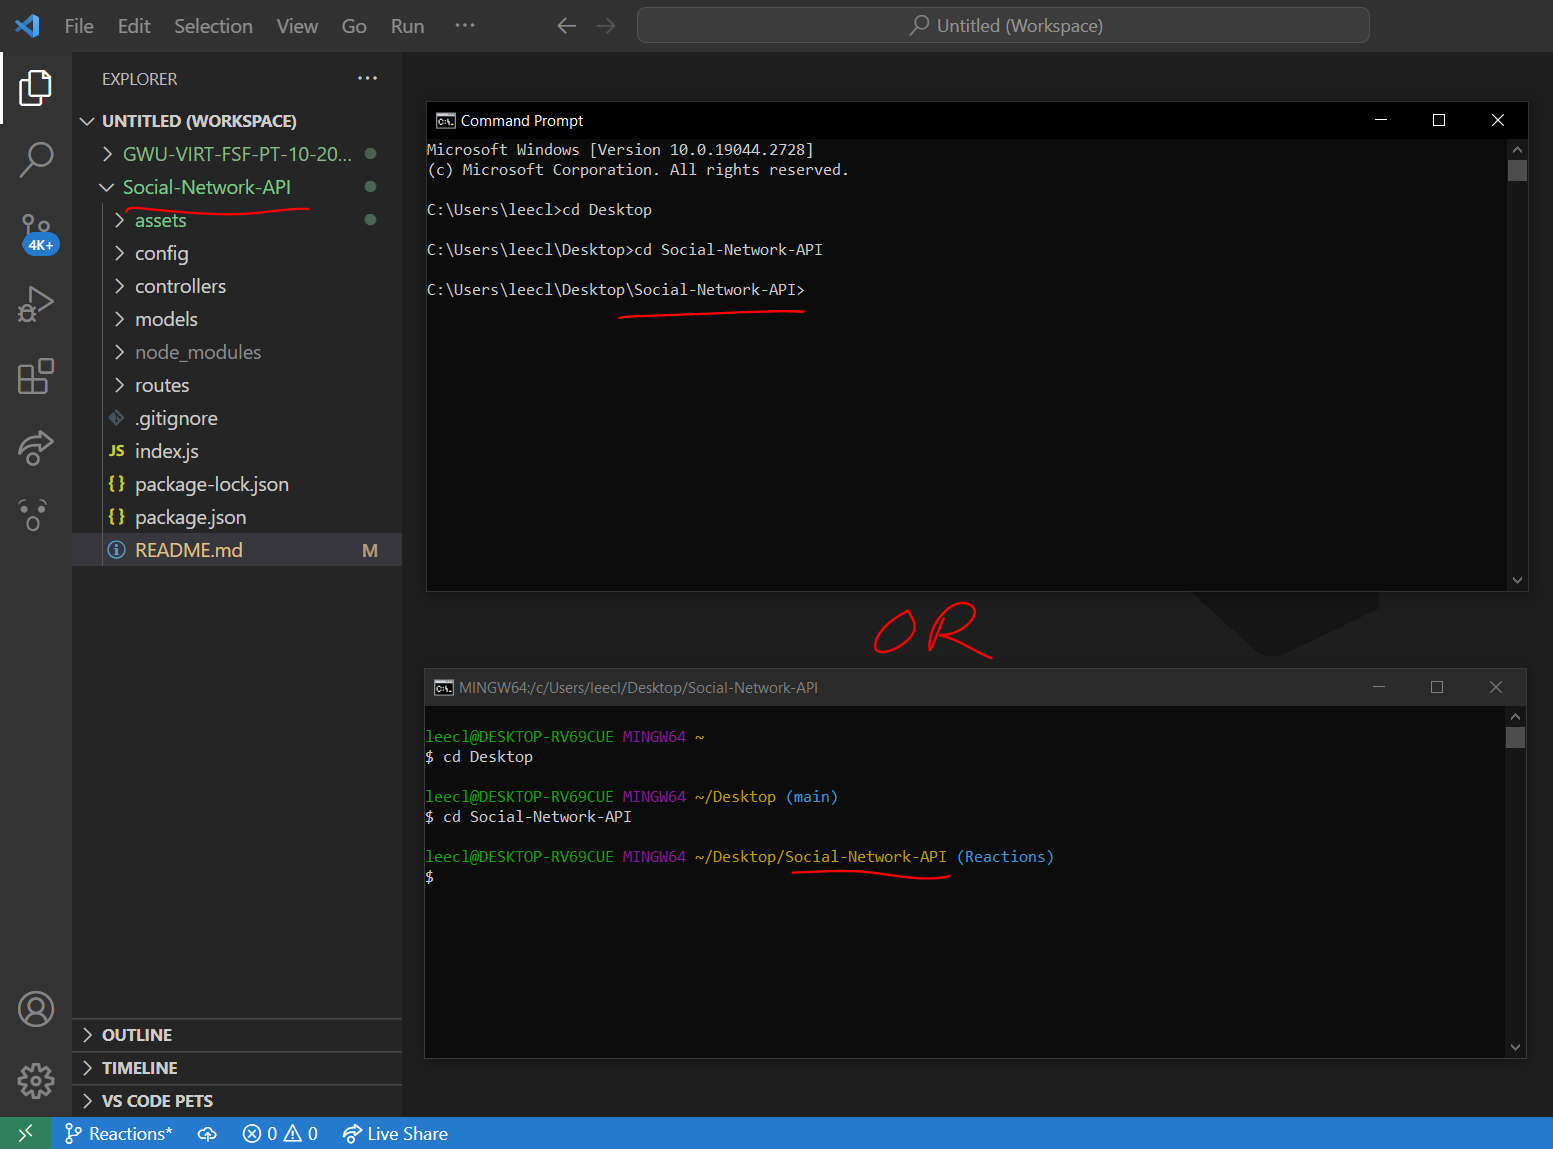 File Edit Selection View Go Run ···
Untitled (Workspace)
EXPLORER ···
UNTITLED (WORKSPACE)
GWU-VIRT-FSF-PT-10-20...
Social-Network-API
assets
config
controllers
models
node_modules
routes
.gitignore
JS index.js
{} package-lock.json
{} package.json
README.md M
4K+
OUTLINE
TIMELINE
VS CODE PETS
Command Prompt
Microsoft Windows [Version 10.0.19044.2728]
(c) Microsoft Corporation. All rights reserved.
C:\Users\leecl>cd Desktop
C:\Users\leecl\Desktop>cd Social-Network-API
C:\Users\leecl\Desktop\Social-Network-API>
OR
MINGW64:/c/Users/leecl/Desktop/Social-Network-API
leecl@DESKTOP-RV69CUE MINGW64 ~
$ cd Desktop
leecl@DESKTOP-RV69CUE MINGW64 ~/Desktop (main)
$ cd Social-Network-API
leecl@DESKTOP-RV69CUE MINGW64 ~/Desktop/Social-Network-API (Reactions)
$
Reactions* 0 0 Live Share